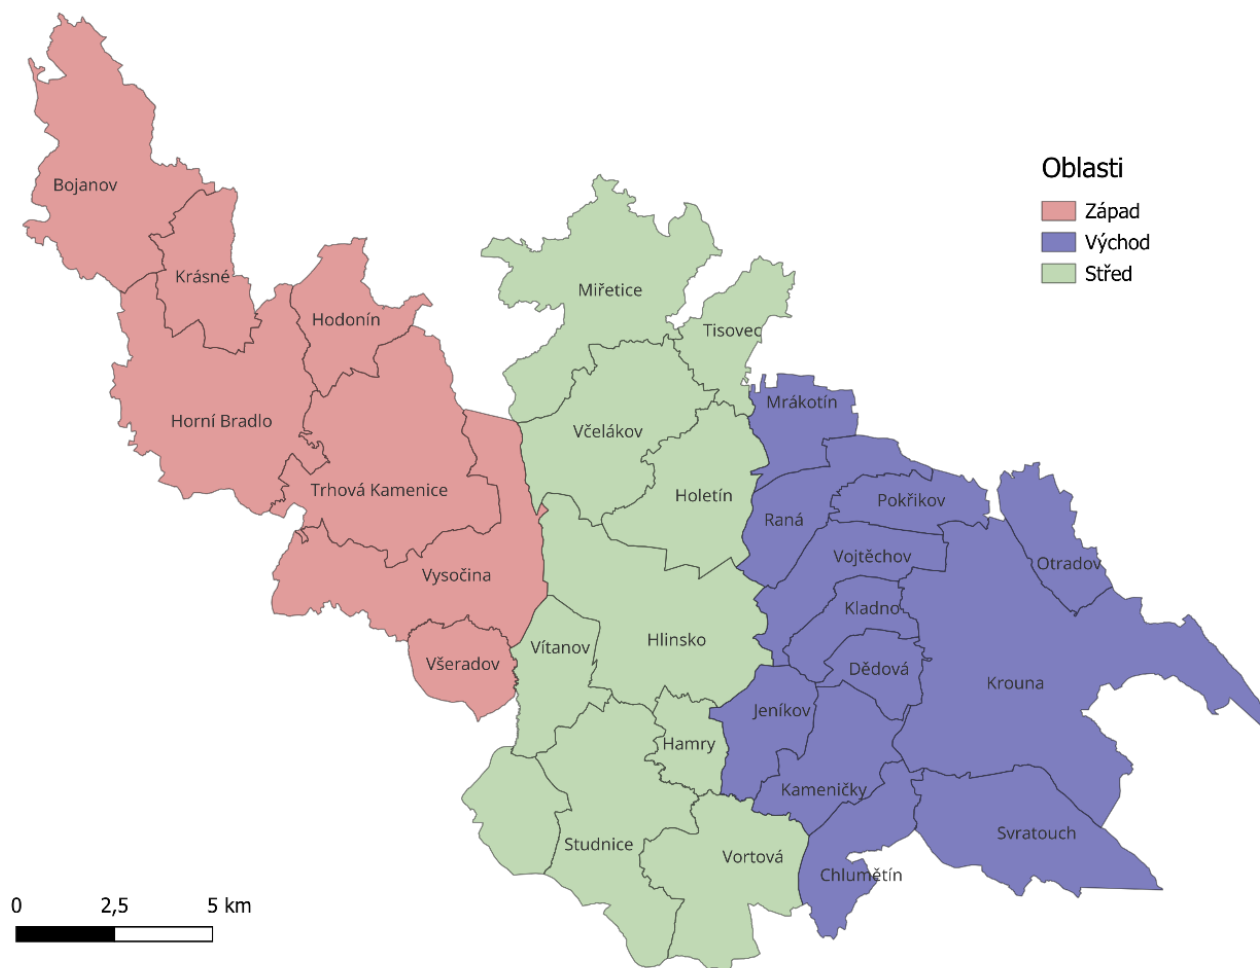 Oblasti
Západ
Východ
Střed
Bojanov
Krásné
Hodonín
Miřetice
Tisovec
Mrákotín
Horní Bradlo
Včelákov
Trhová Kamenice
Holetín
Pokřikov
Raná
Vojtěchov
Otradov
Vysočina
Kladno
Vítanov
Hlinsko
Všeradov
Dědová
Krouna
Jeníkov
Hamry
Kameničky
Svratouch
Studnice
Vortová
Chlumětín
0 2,5 5 km